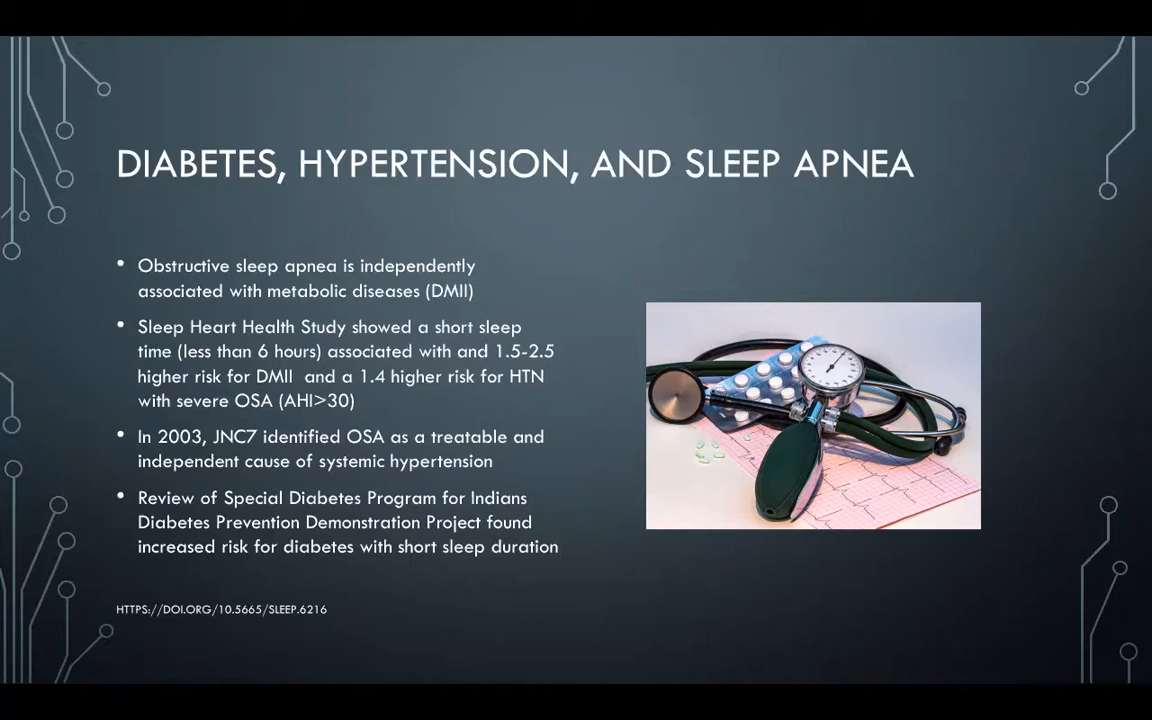 DIABETES, HYPERTENSION, AND SLEEP APNEA
• Obstructive sleep apnea is independently
associated with metabolic diseases (DMII)
• Sleep Heart Health Study showed a short sleep
time (less than 6 hours) associated with and 1.5-2.5
higher risk for DMII and a 1.4 higher risk for HTN
with severe OSA (AHI>30)
• In 2003, JNC7 identified OSA as a treatable and
independent cause of systemic hypertension
• Review of Special Diabetes Program for Indians
Diabetes Prevention Demonstration Project found
increased risk for diabetes with short sleep duration
HTTPS://DOI.ORG/10.5665/SLEEP.6216